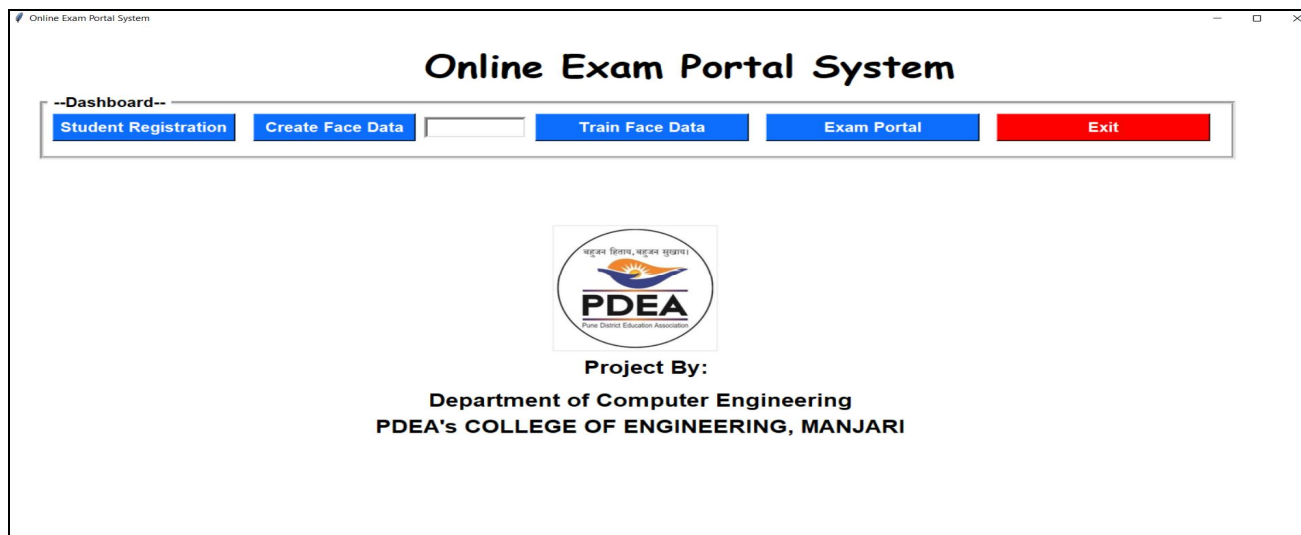 Online Exam Portal System
Online Exam Portal System
--Dashboard--
Student Registration Create Face Data Train Face Data Exam Portal Exit
बहुजन हिताय, बहुजन सुखाय।
PDEA
Pune District Education Association
Project By:
Department of Computer Engineering
PDEA's COLLEGE OF ENGINEERING, MANJARI